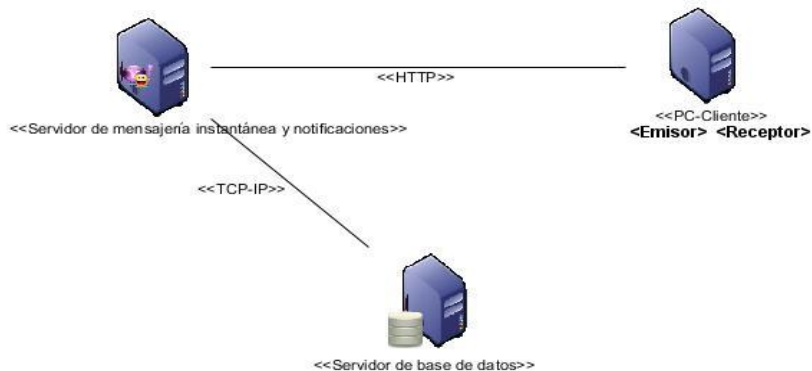 <<HTTP>>
<<Servidor de mensajería instantánea y notificaciones>>
<<PC-Cliente>>
<Emisor> <Receptor>
<<TCP-IP>>
<<Servidor de base de datos>>